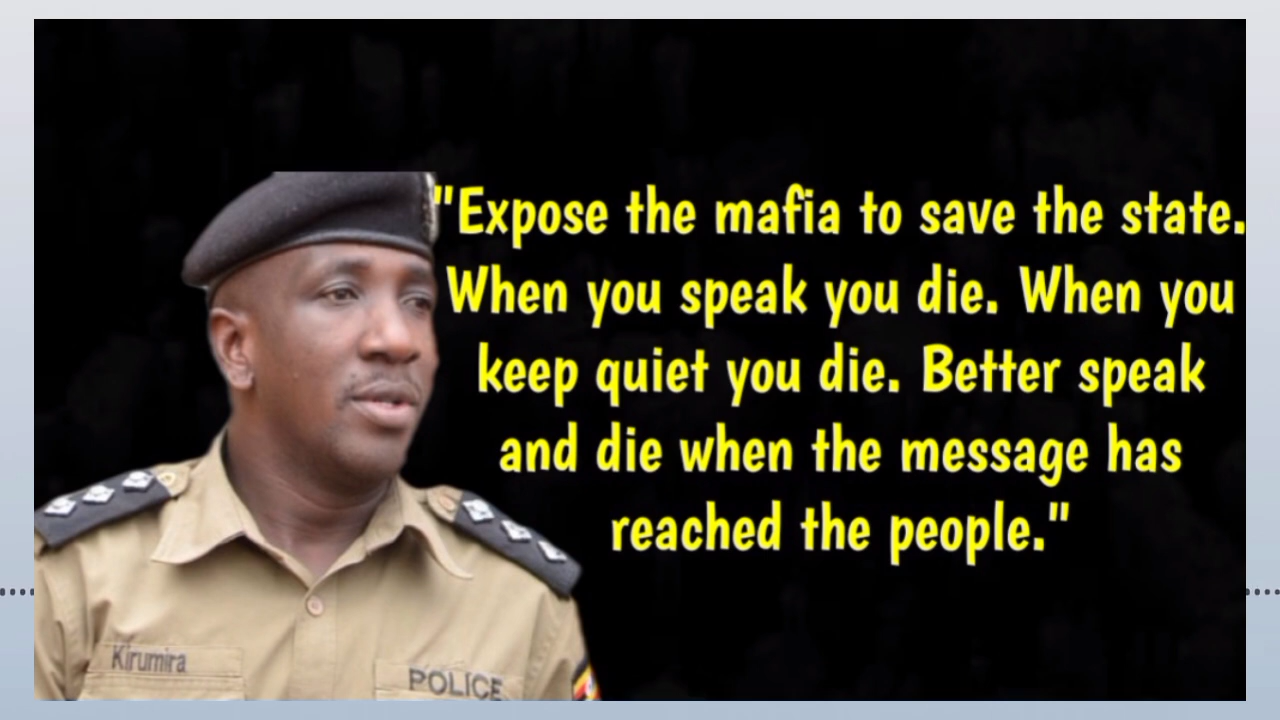 "Expose the mafia to save the state.
When you speak you die. When you
keep quiet you die. Better speak
and die when the message has
reached the people."
Kirumira
POLICE